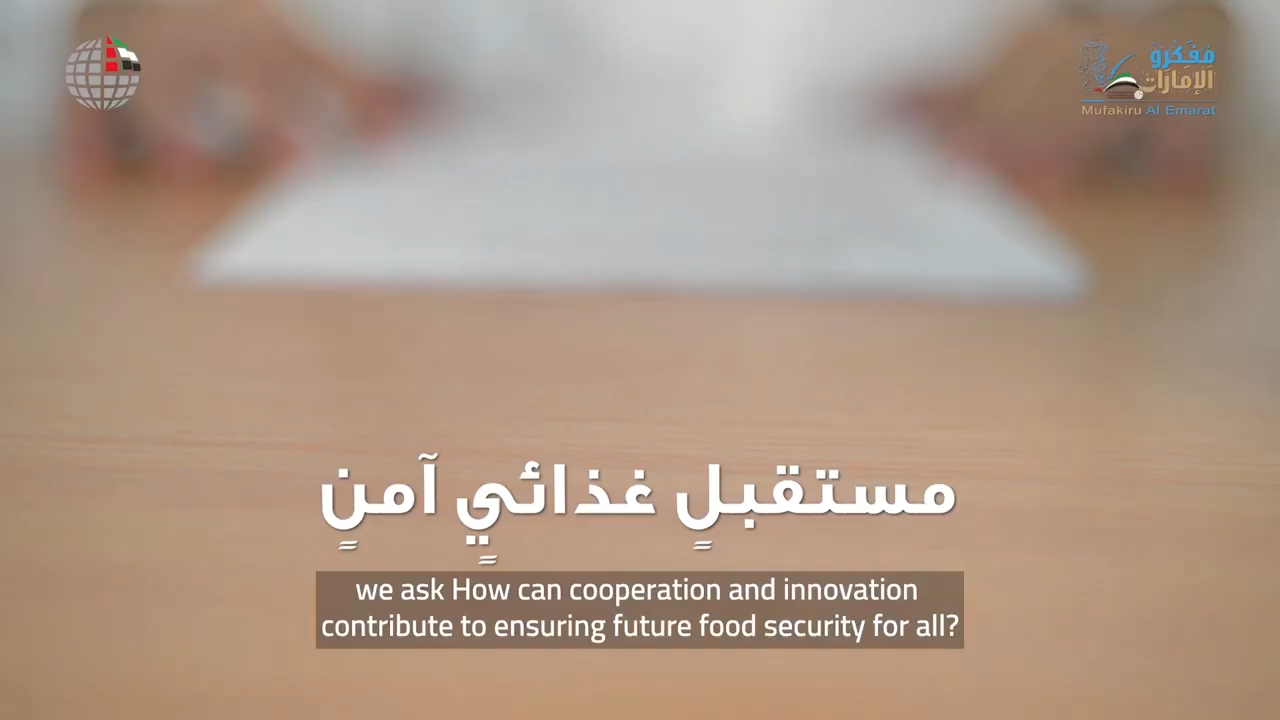 مفكرو
الإمارات
Mufakiru Al Emarat
مستقبلٍ غذائيٍ آمنٍ
we ask How can cooperation and innovation
contribute to ensuring future food security for all?